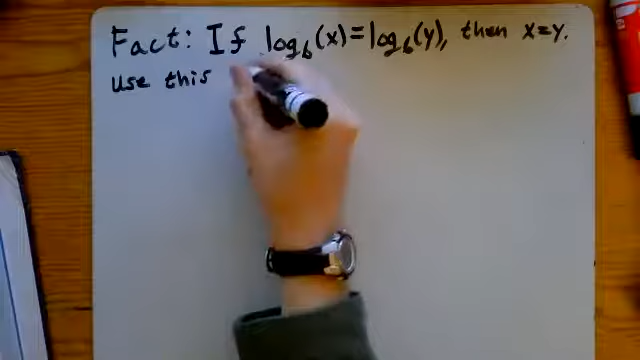 Fact: If log_b(x)=log_b(y), then x=y.
Use this